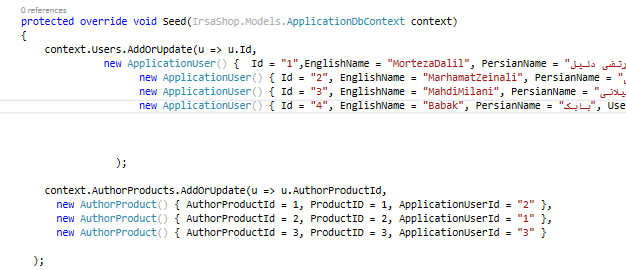 0 references
protected override void Seed(IrsaShop.Models.ApplicationDbContext context)
{
context.Users.AddOrUpdate(u => u.Id,
new ApplicationUser() { Id = "1",EnglishName = "MortezaDalil", PersianName = "رتضی دلیل
new ApplicationUser() { Id = "2", EnglishName = "MarhamatZeinali", PersianName = "
new ApplicationUser() { Id = "3", EnglishName = "MahdiMilani", PersianName = "یلانی
new ApplicationUser() { Id = "4", EnglishName = "Babak", PersianName = "بابک", Use
);
context.AuthorProducts.AddOrUpdate(u => u.AuthorProductId,
new AuthorProduct() { AuthorProductId = 1, ProductID = 1, ApplicationUserId = "2" },
new AuthorProduct() { AuthorProductId = 2, ProductID = 2, ApplicationUserId = "1" },
new AuthorProduct() { AuthorProductId = 3, ProductID = 3, ApplicationUserId = "3" }
);